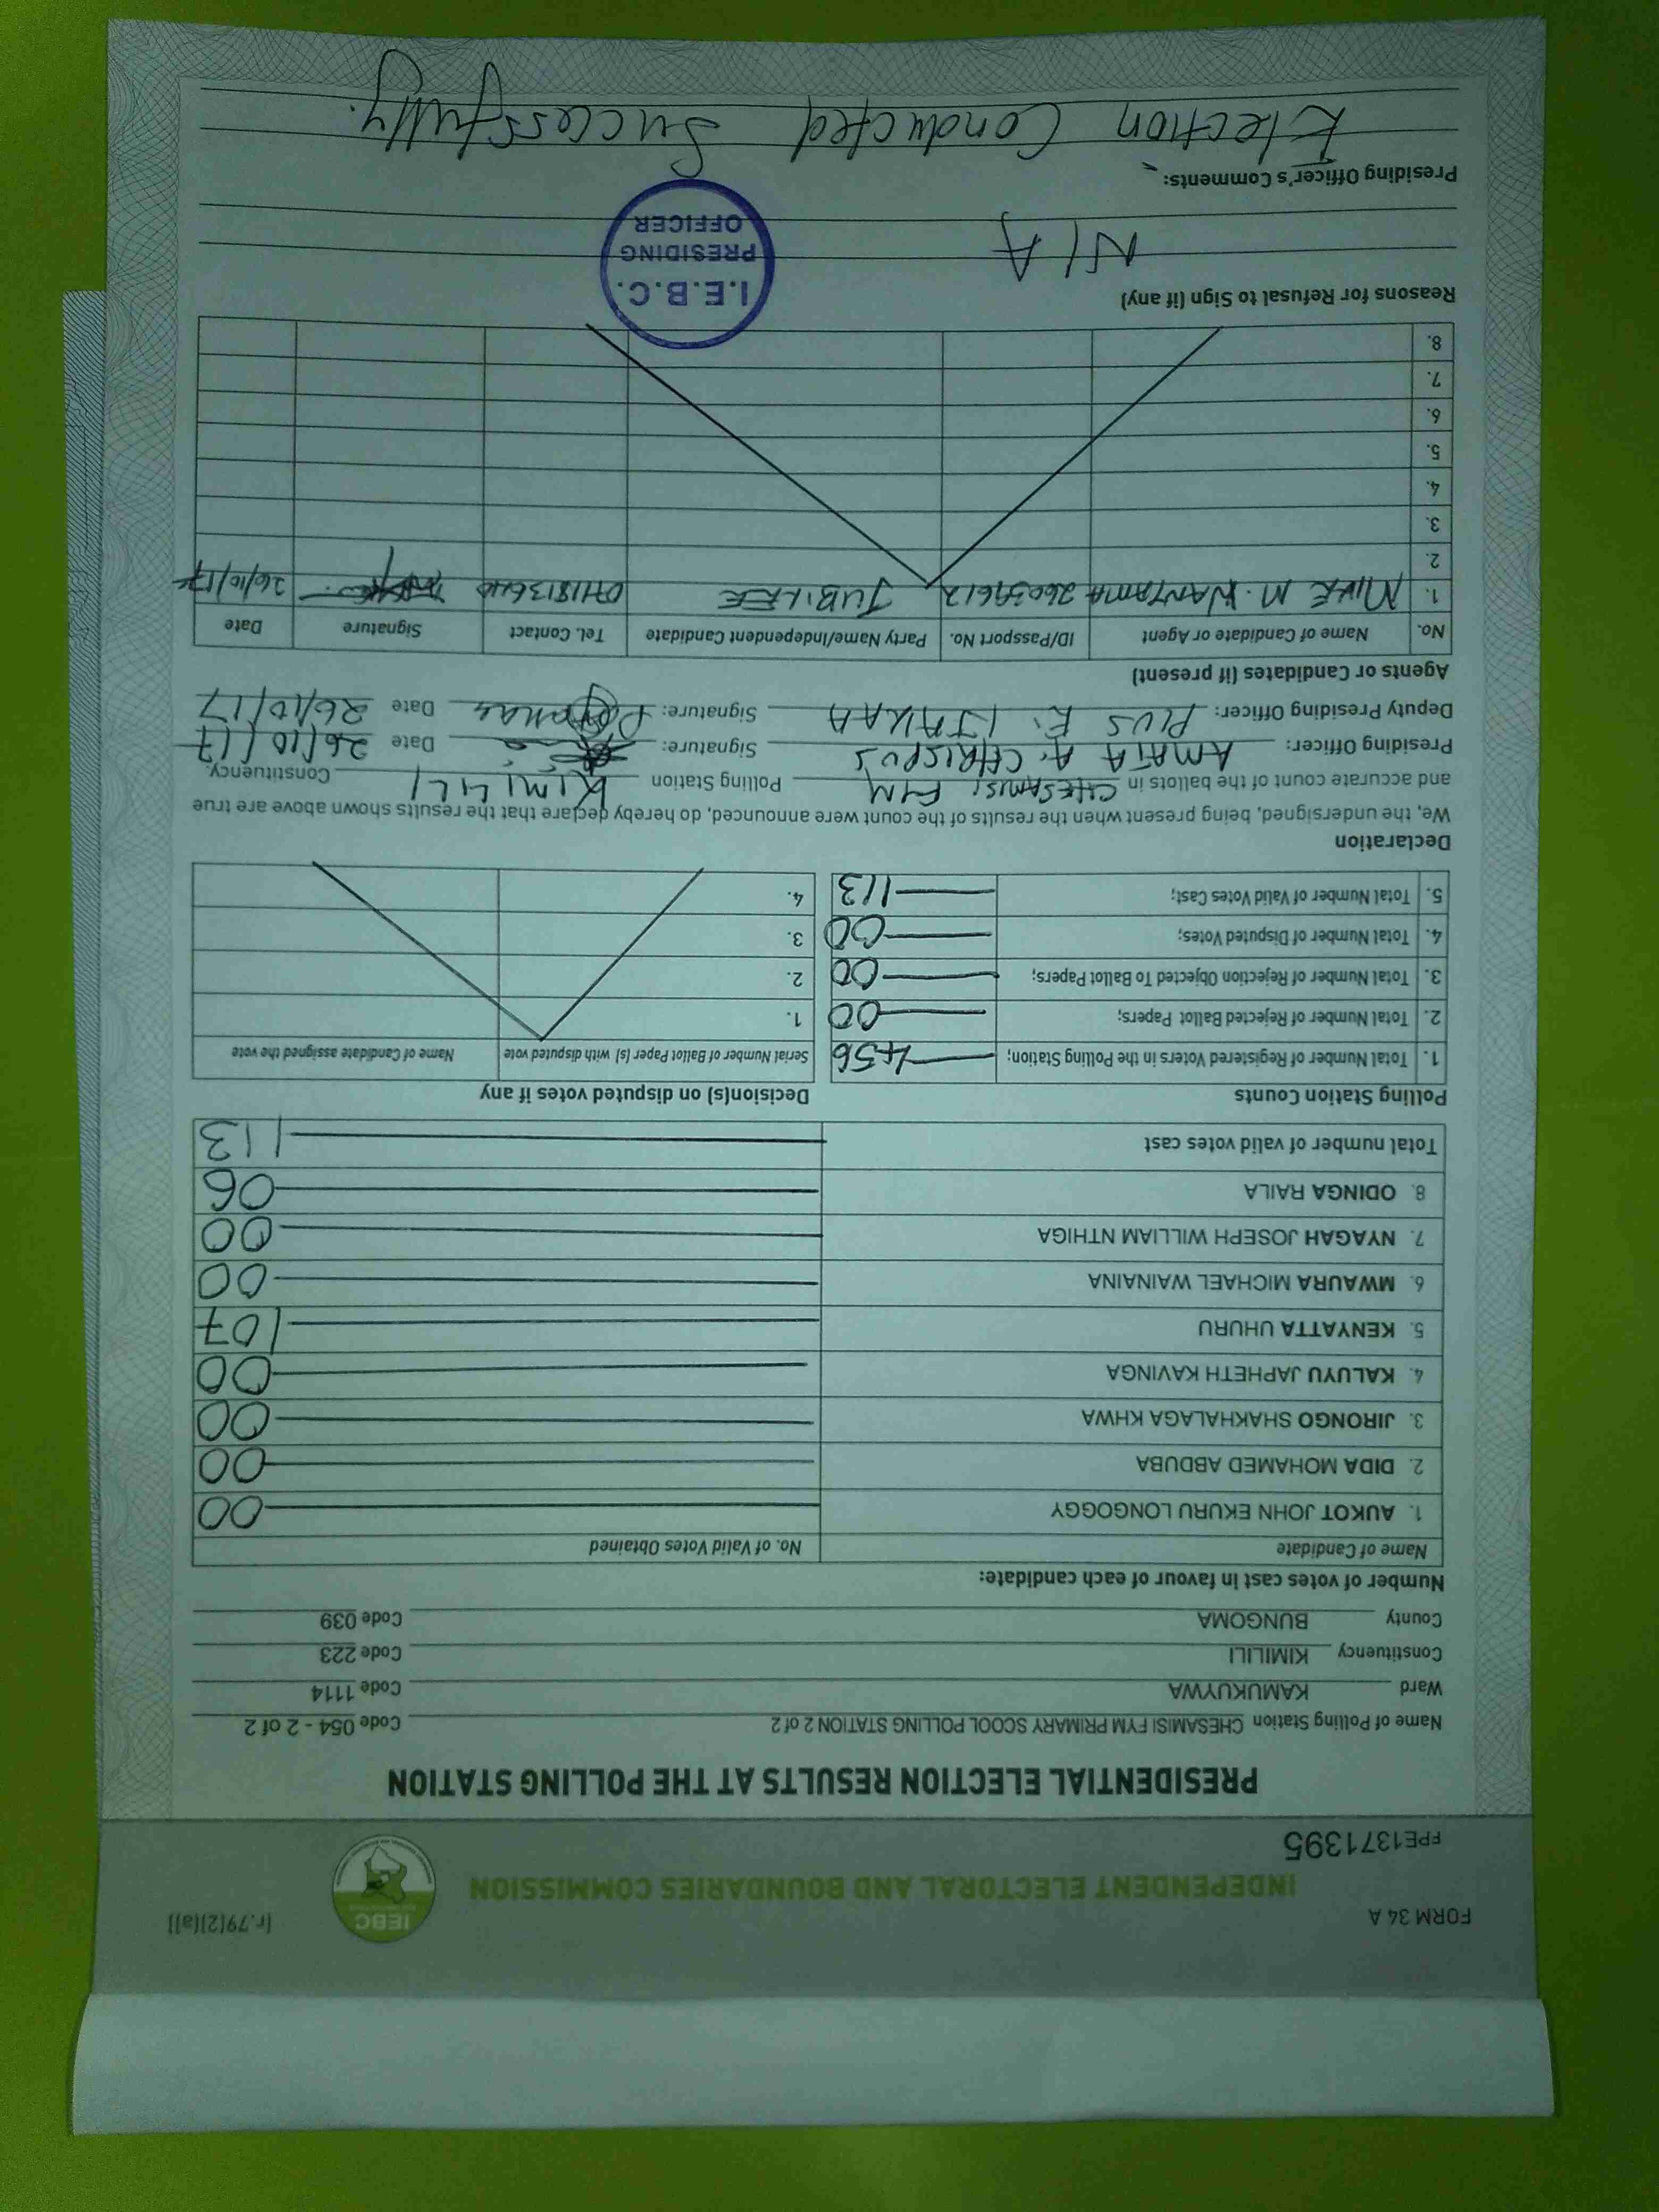 FORM 34 A
(r.79(2)(a))
INDEPENDENT ELECTORAL AND BOUNDARIES COMMISSION
IEBC
FPE1371395
PRESIDENTIAL ELECTION RESULTS AT THE POLLING STATION
Name of Polling Station CHESAMISI FYM PRIMARY SCOOL POLLING STATION 2 of 2 Code 054 - 2 of 2
Ward KAMUKUYWA Code 1114
Constituency KIMILILI Code 223
County BUNGOMA Code 039
Number of votes cast in favour of each candidate:
Name of Candidate No. of Valid Votes Obtained
1. AUKOT JOHN EKURU LONGOGGY 00
2. DIDA MOHAMED ABDUBA 00
3. JIRONGO SHAKHALAGA KHWA 00
4. KALUYU JAPHETH KAVINGA 00
5. KENYATTA UHURU 107
6. MWAURA MICHAEL WAINAINA 00
7. NYAGAH JOSEPH WILLIAM NTHIGA 00
8. ODINGA RAILA 06
Total number of valid votes cast 113
Polling Station Counts
1. Total Number of Registered Voters in the Polling Station; 456
2. Total Number of Rejected Ballot Papers; 00
3. Total Number of Rejection Objected To Ballot Papers; 00
4. Total Number of Disputed Votes; 00
5. Total Number of Valid Votes Cast; 113
Decision(s) on disputed votes if any
Serial Number of Ballot Paper (s) with disputed vote Name of Candidate assigned the vote
1.
2.
3.
4.
Declaration
We, the undersigned, being present when the results of the count were announced, do hereby declare that the results shown above are true
and accurate count of the ballots in CHESAMISI FYM Polling Station KIMILILI Constituency.
Presiding Officer: AMAIA A. CHRISPUS Signature: Date 26/10/17
Deputy Presiding Officer: PIUS E. Signature: Date 26/10/17
Agents or Candidates (if present)
No. Name of Candidate or Agent ID/Passport No. Party Name/Independent Candidate Tel. Contact Signature Date
1. MIKE M. WANYAMA 26039612 JUBILEE 26/10/17
2.
3.
4.
5.
6.
7.
8.
Reasons for Refusal to Sign (if any)
N/A
I.E.B.C.
PRESIDING
OFFICER
Presiding Officer's Comments:
Election Conducted Successfully.